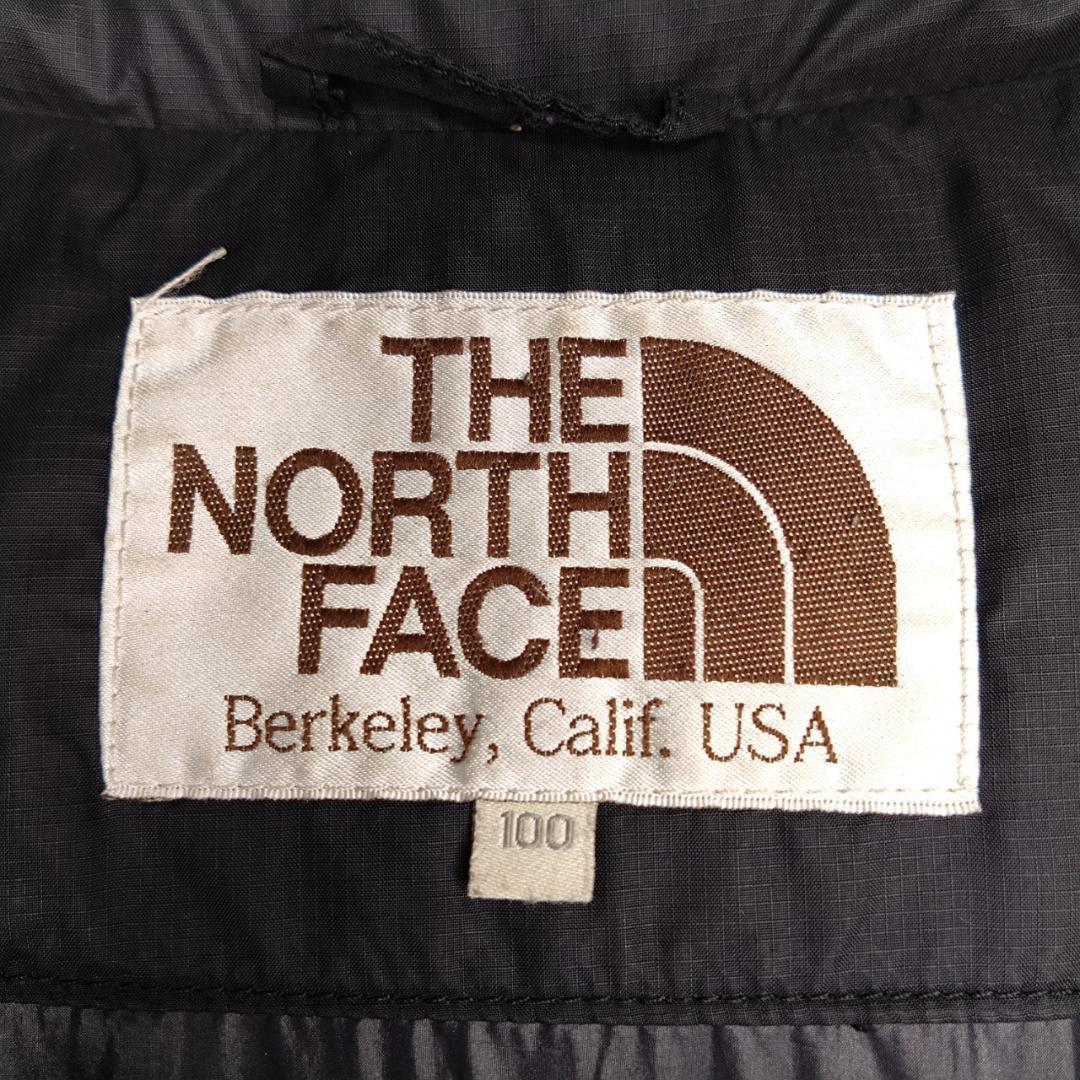 THE
NORTH
FACE
Berkeley, Calif. USA
100